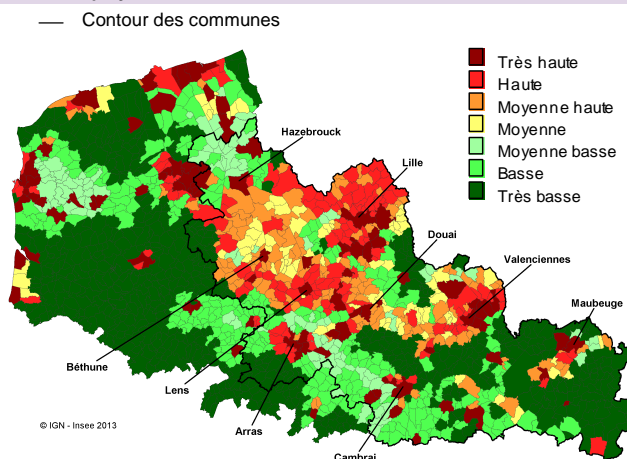 Contour des communes
Très haute
Haute
Moyenne haute
Moyenne
Moyenne basse
Basse
Très basse
Hazebrouck
Lille
Douai
Valenciennes
Maubeuge
Béthune
Lens
Arras
Cambrai
© IGN - Insee 2013